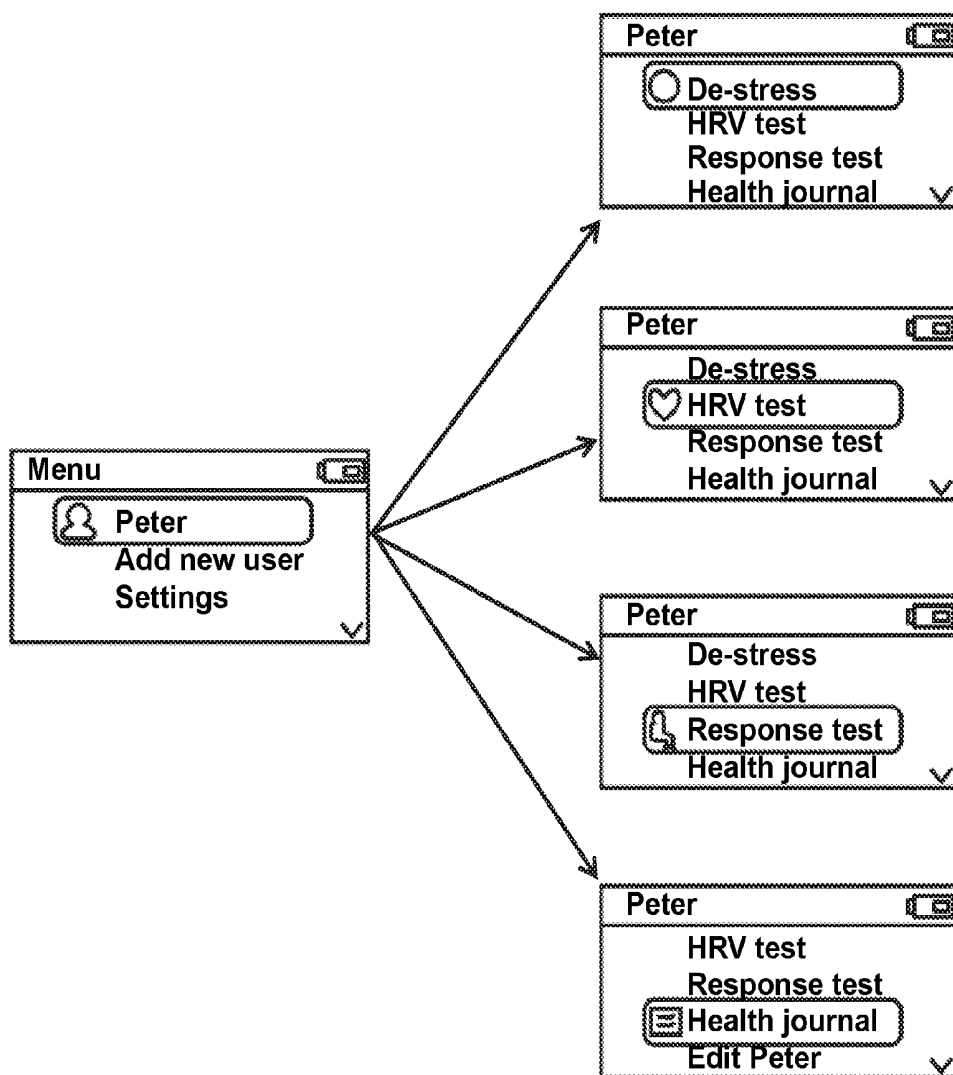 Peter
De-stress
HRV test
Response test
Health journal
Peter
De-stress
HRV test
Response test
Health journal
Menu
Peter
Add new user
Settings
Peter
De-stress
HRV test
Response test
Health journal
Peter
HRV test
Response test
Health journal
Edit Peter